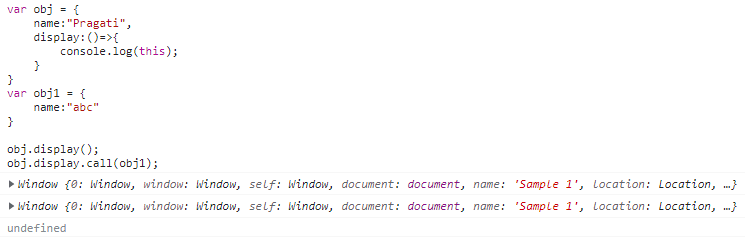 var obj = {
name:"Pragati",
display:()=>{
console.log(this);
}
}
var obj1 = {
name:"abc"
}
obj.display();
obj.display.call(obj1);
Window {0: Window, window: Window, self: Window, document: document, name: 'Sample 1', location: Location, …}
Window {0: Window, window: Window, self: Window, document: document, name: 'Sample 1', location: Location, …}
undefined